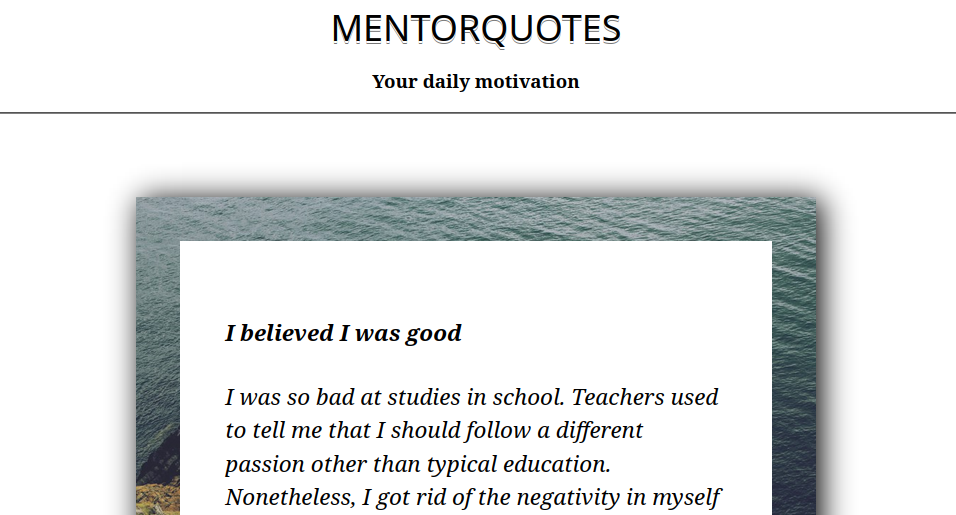 MENTORQUOTES
Your daily motivation
I believed I was good
I was so bad at studies in school. Teachers used
to tell me that I should follow a different
passion other than typical education.
Nonetheless, I got rid of the negativity in myself